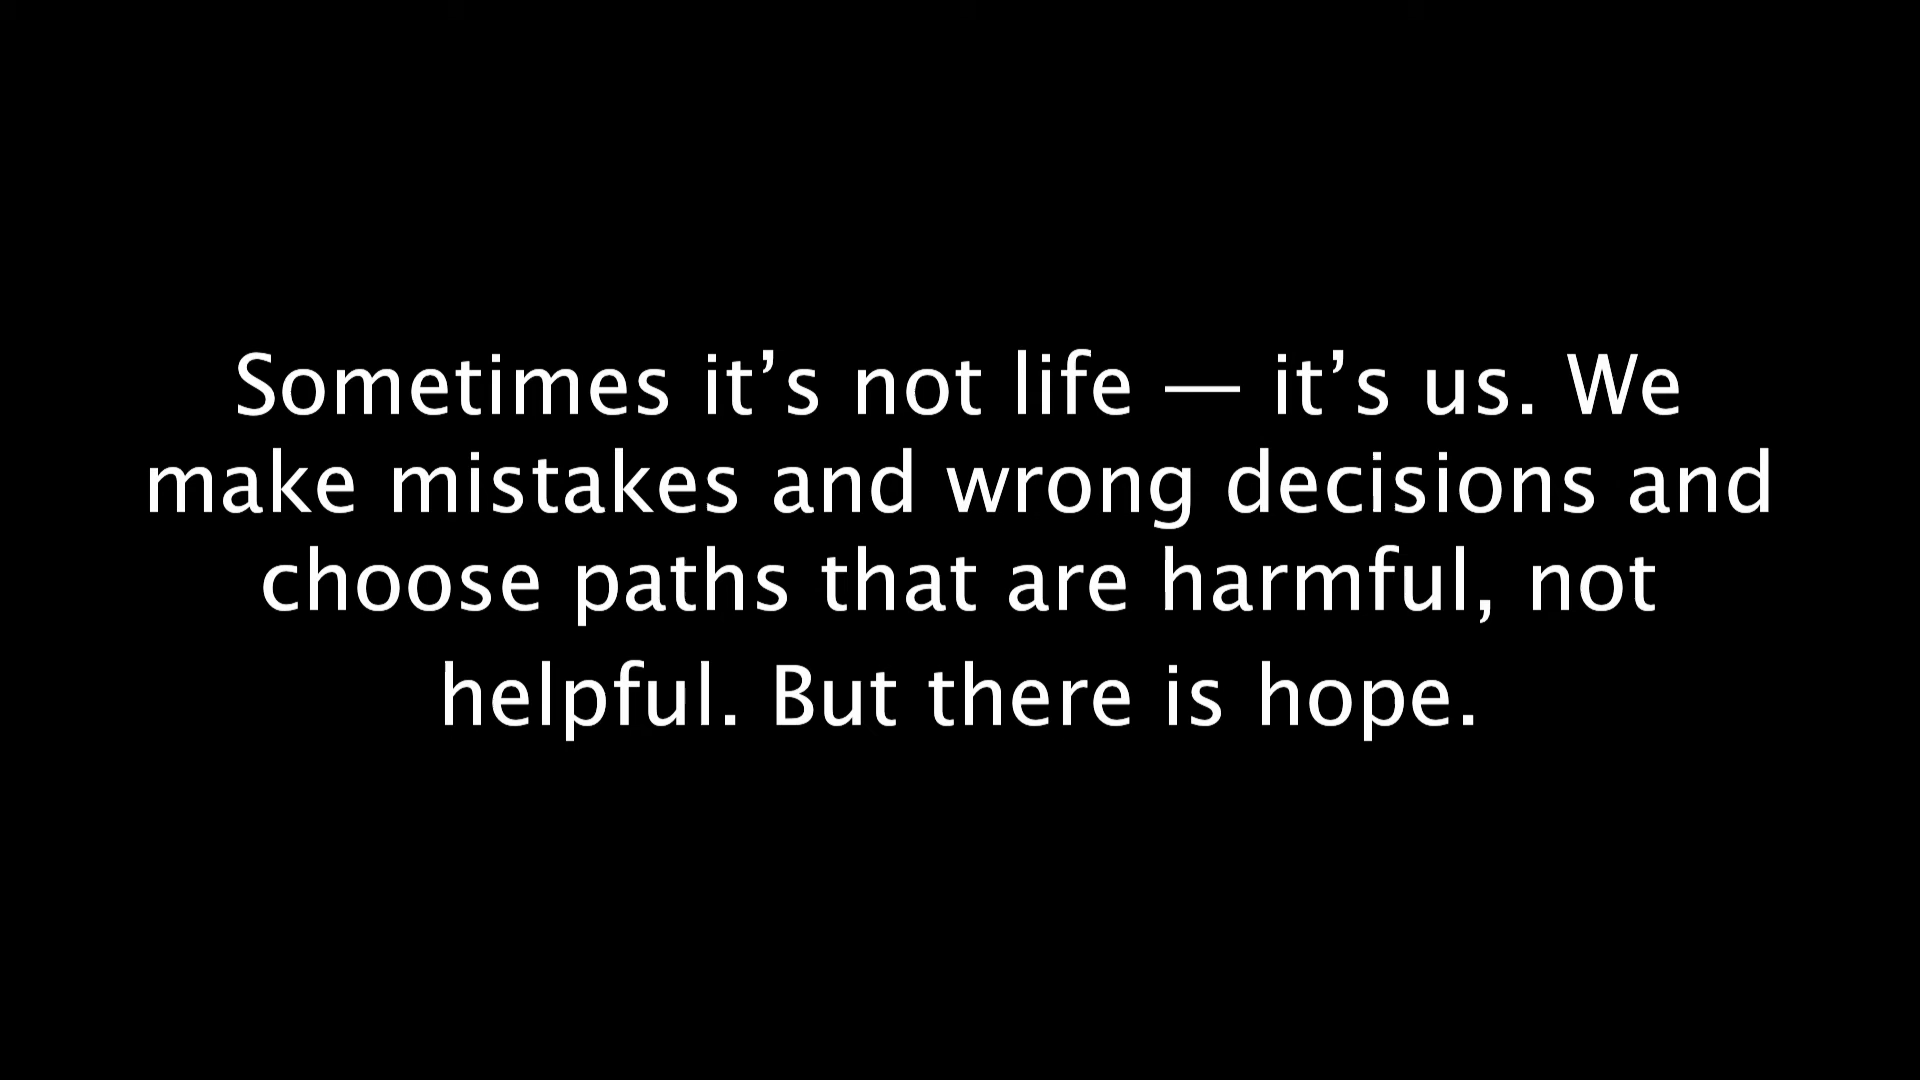 Sometimes it’s not life — it’s us. We
make mistakes and wrong decisions and
choose paths that are harmful, not
helpful. But there is hope.